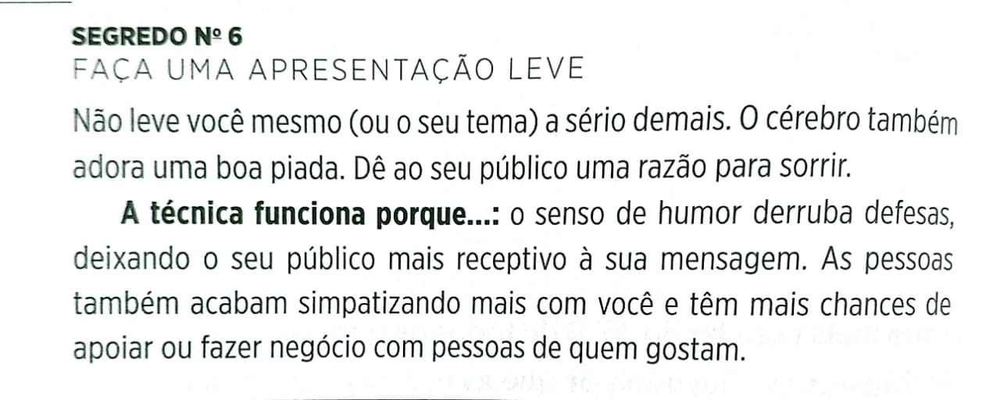 SEGREDO Nº 6
FAÇA UMA APRESENTAÇÃO LEVE
Não leve você mesmo (ou o seu tema) a sério demais. O cérebro também
adora uma boa piada. Dê ao seu público uma razão para sorrir.
A técnica funciona porque...: o senso de humor derruba defesas,
deixando o seu público mais receptivo à sua mensagem. As pessoas
também acabam simpatizando mais com você e têm mais chances de
apoiar ou fazer negócio com pessoas de quem gostam.